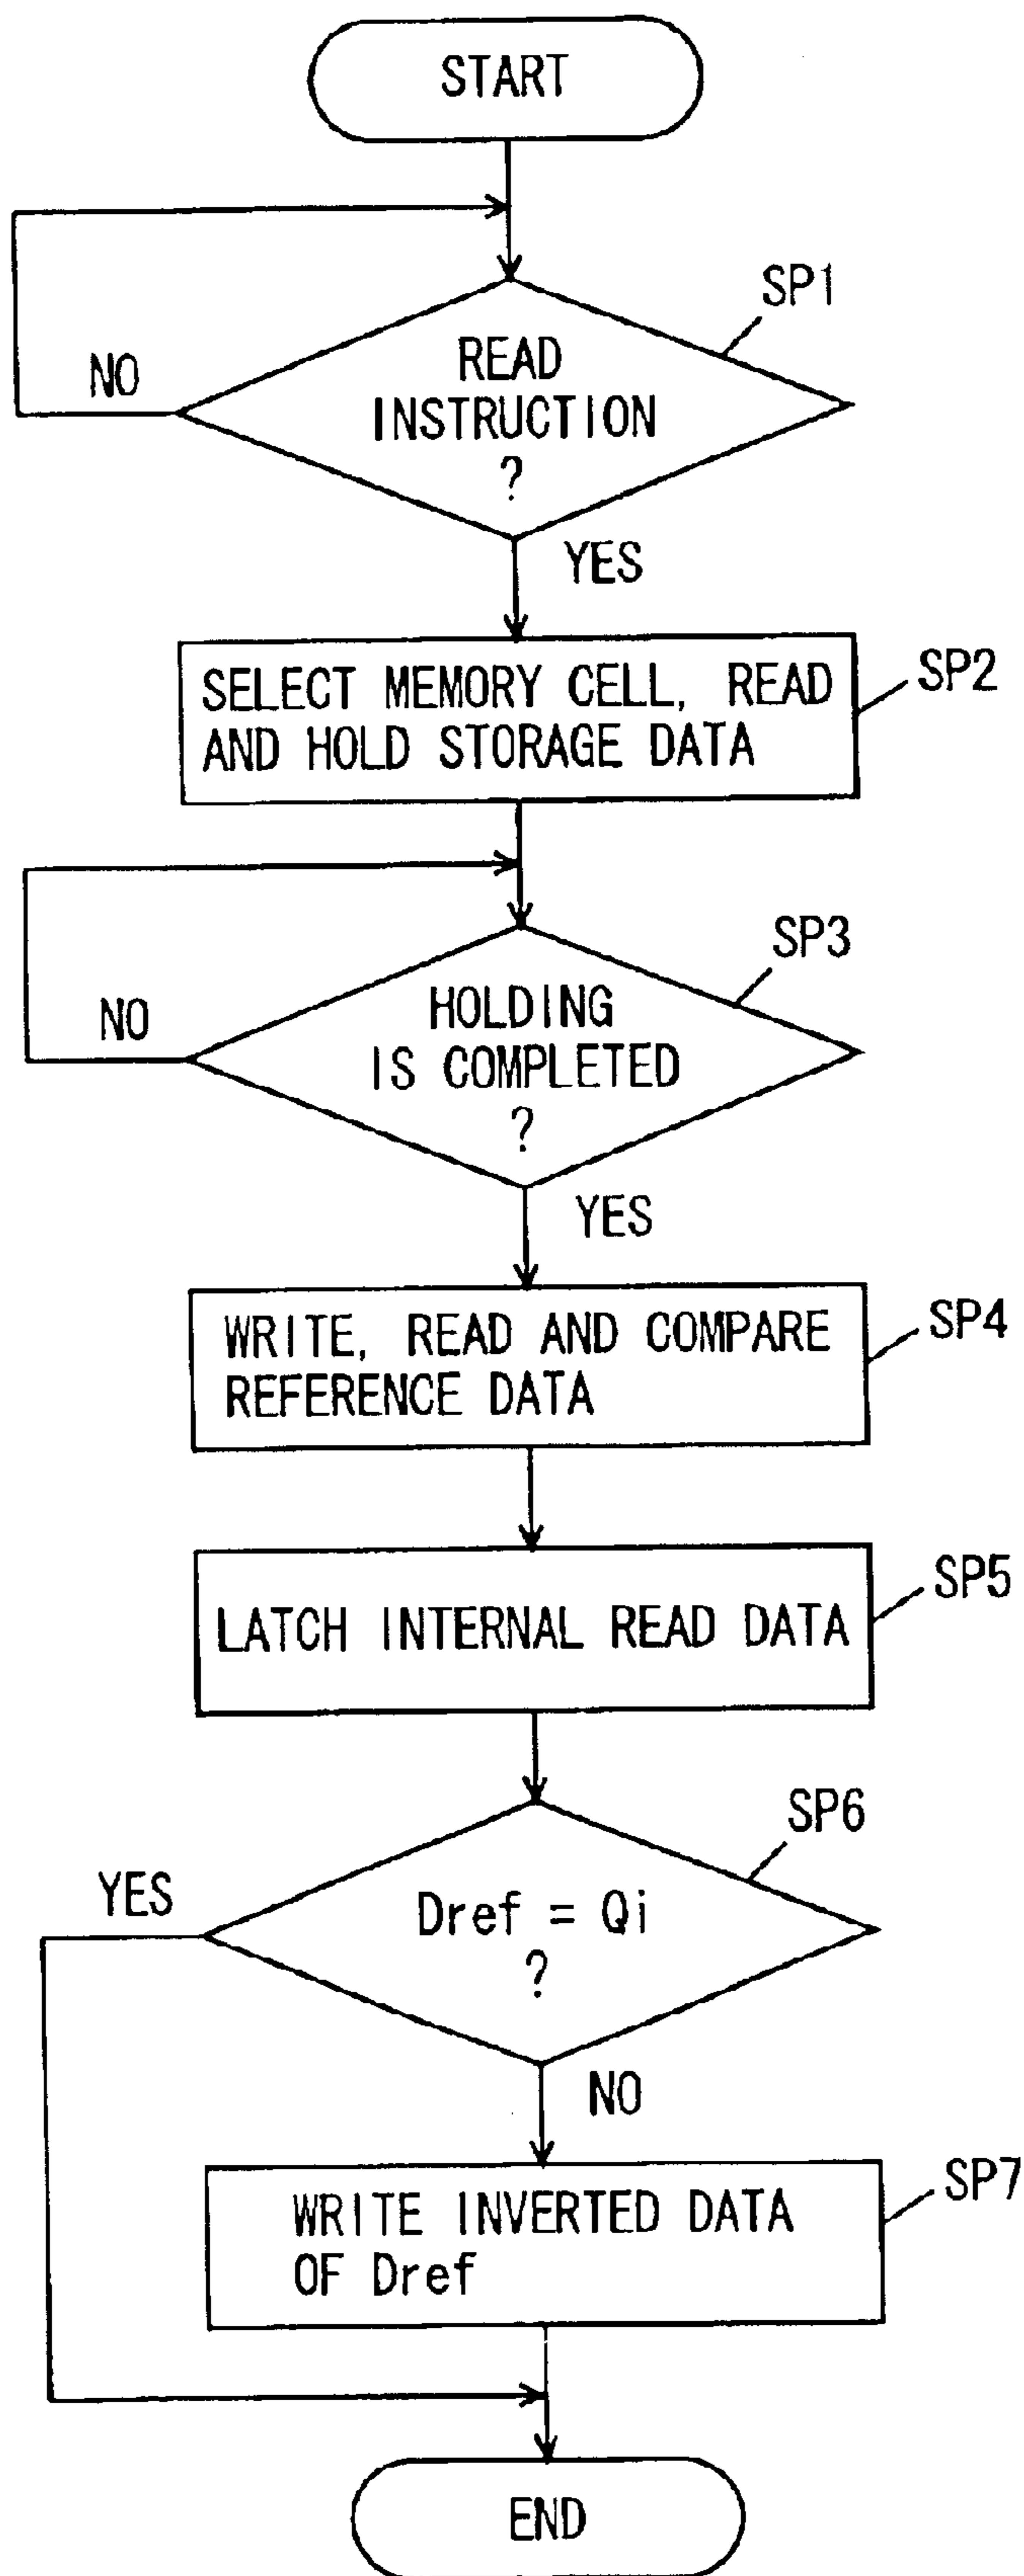 START
SP1
READ
INSTRUCTION
?
NO
YES
SP2
SELECT MEMORY CELL, READ
AND HOLD STORAGE DATA
SP3
HOLDING
IS COMPLETED
?
NO
YES
SP4
WRITE, READ AND COMPARE
REFERENCE DATA
SP5
LATCH INTERNAL READ DATA
SP6
YES
Dref = Qi
?
NO
SP7
WRITE INVERTED DATA
OF Dref
END